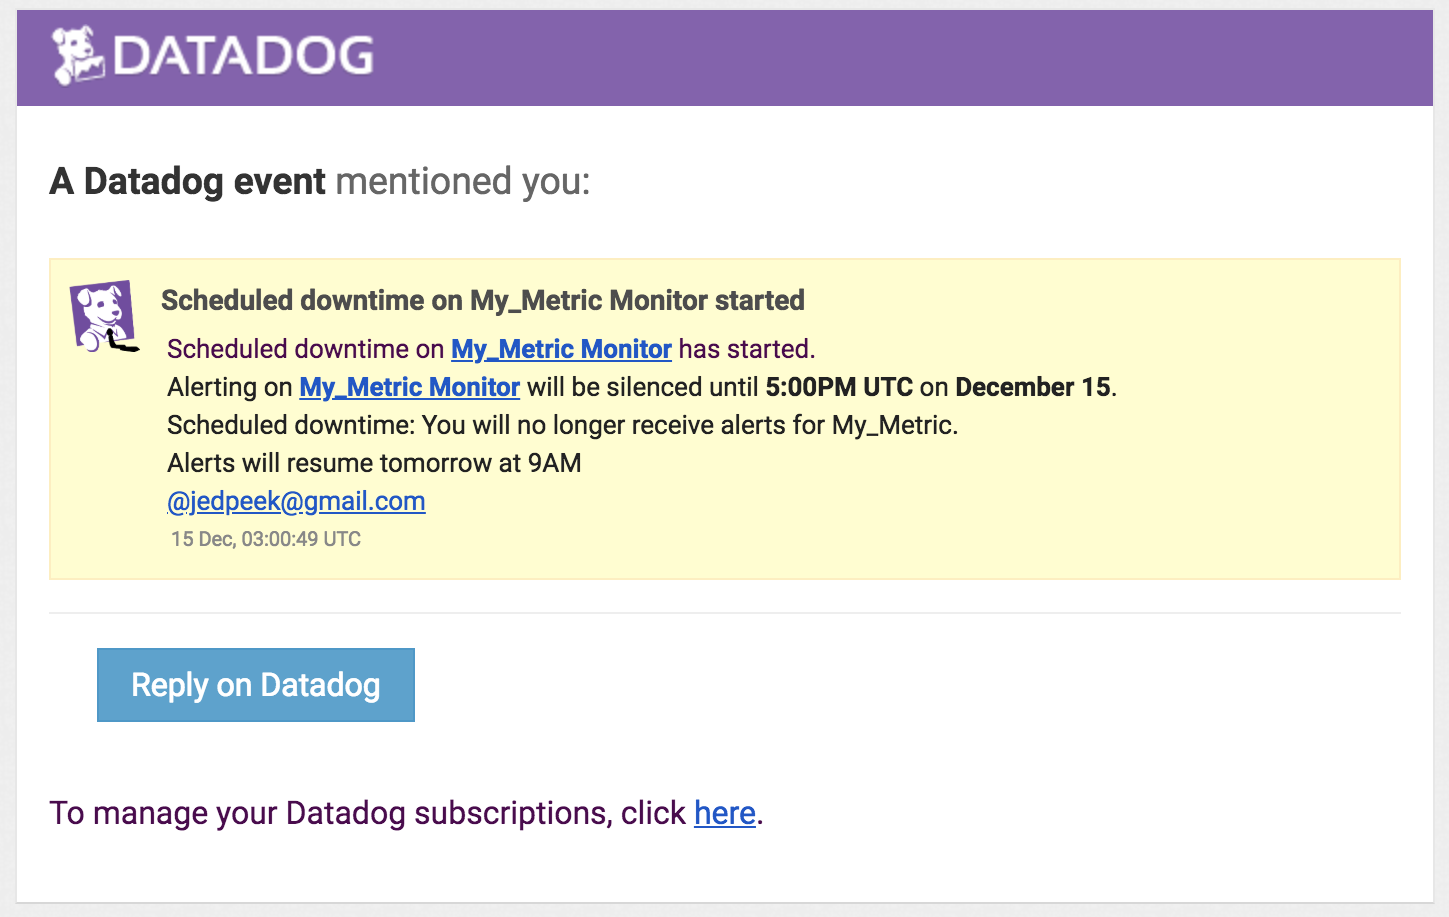 DATADOG
A Datadog event mentioned you:
Scheduled downtime on My_Metric Monitor started
Scheduled downtime on My_Metric Monitor has started.
Alerting on My_Metric Monitor will be silenced until 5:00PM UTC on December 15.
Scheduled downtime: You will no longer receive alerts for My_Metric.
Alerts will resume tomorrow at 9AM
@jedpeek@gmail.com
15 Dec, 03:00:49 UTC
Reply on Datadog
To manage your Datadog subscriptions, click here.